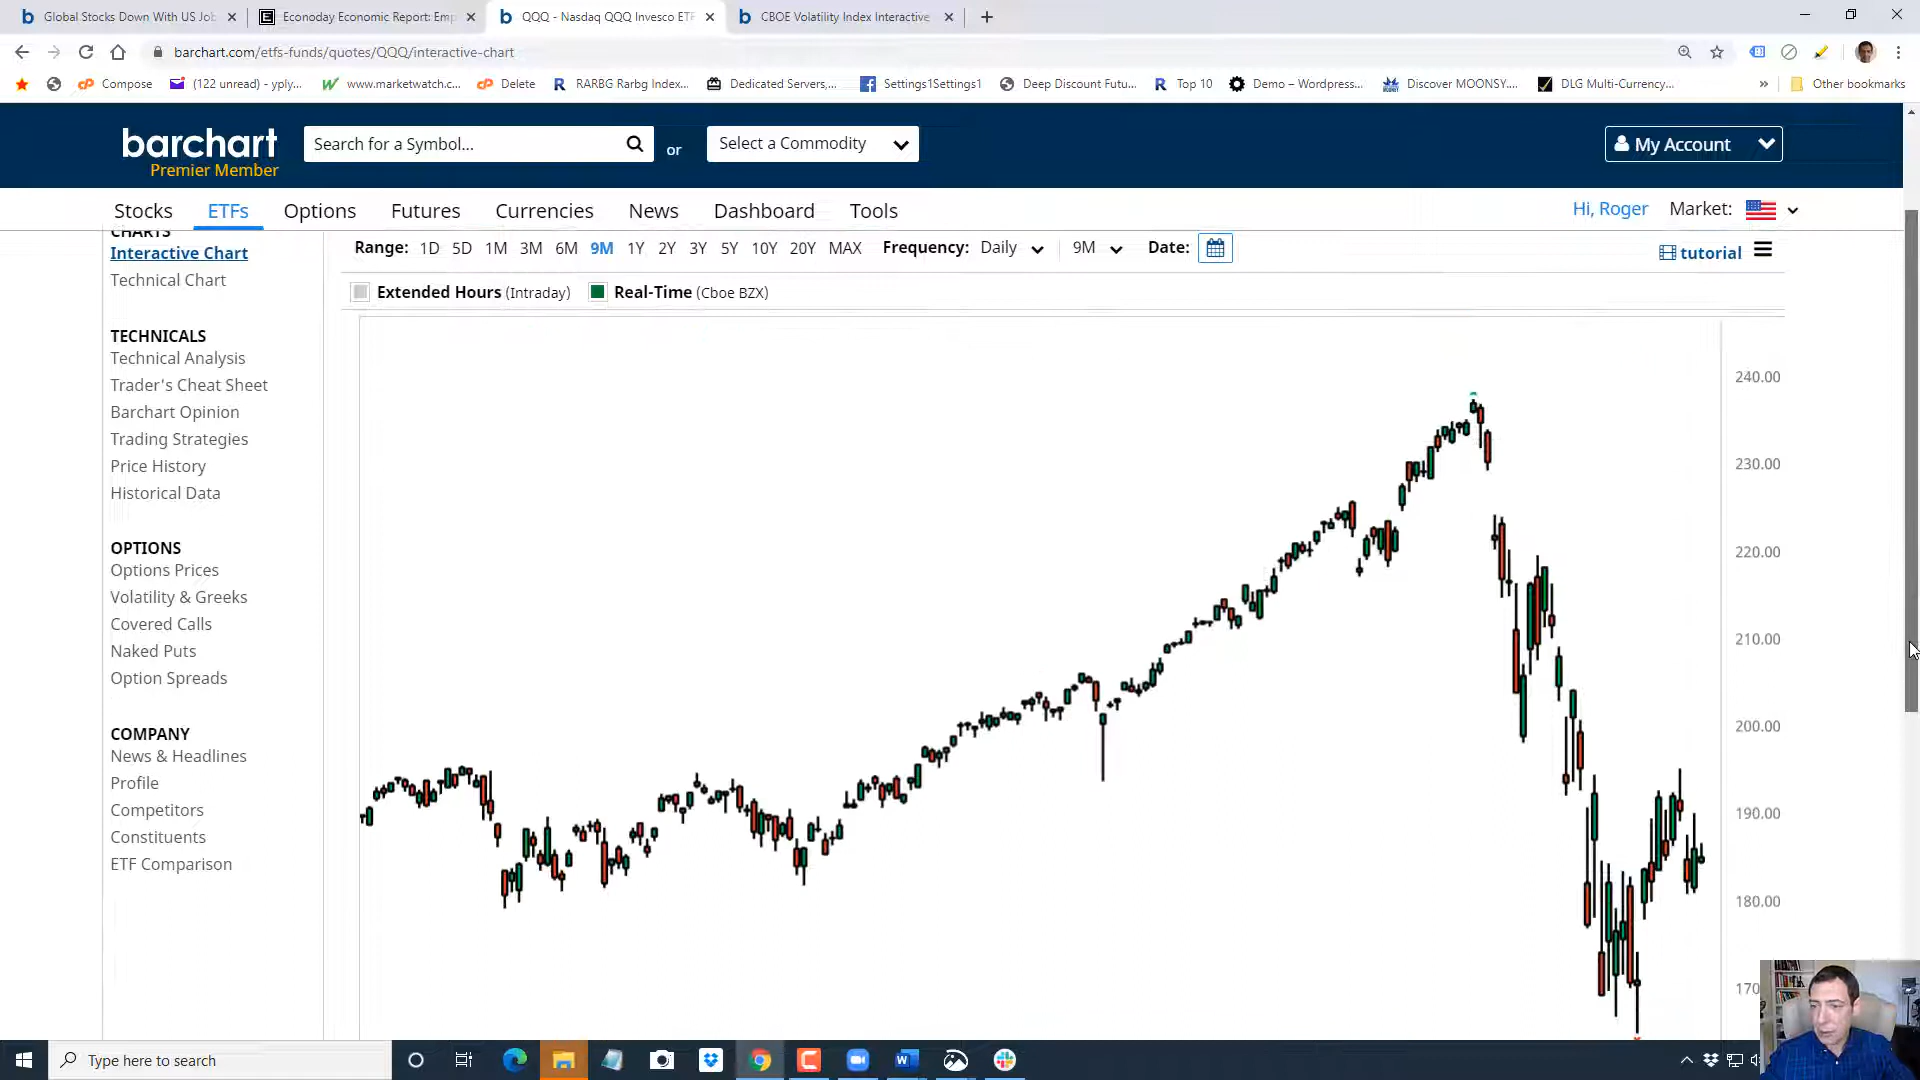 Global Stocks Down With US Jo
Econoday Economic Report: Emp
QQQ - Nasdaq QQQ Invesco ETF
CBOE Volatility Index Interactive
barchart.com/etfs-funds/quotes/QQQ/interactive-chart
Compose
(122 unread) - yply...
www.marketwatch.c...
Delete
RARBG Rarbg Index...
Dedicated Servers,...
Settings1Settings1
Deep Discount Futu...
Top 10
Demo – Wordpress...
Discover MOONSY....
DLG Multi-Currency...
Other bookmarks
barchart
Premier Member
Search for a Symbol...
or
Select a Commodity
My Account
Stocks ETFs Options Futures Currencies News Dashboard Tools
Hi, Roger Market:
CHARTS
Interactive Chart
Technical Chart
TECHNICALS
Technical Analysis
Trader's Cheat Sheet
Barchart Opinion
Trading Strategies
Price History
Historical Data
OPTIONS
Options Prices
Volatility & Greeks
Covered Calls
Naked Puts
Option Spreads
COMPANY
News & Headlines
Profile
Competitors
Constituents
ETF Comparison
Range: 1D 5D 1M 3M 6M 9M 1Y 2Y 3Y 5Y 10Y 20Y MAX Frequency: Daily 9M Date:
tutorial
Extended Hours (Intraday) Real-Time (Cboe BZX)
240.00
230.00
220.00
210.00
200.00
190.00
180.00
170
Type here to search